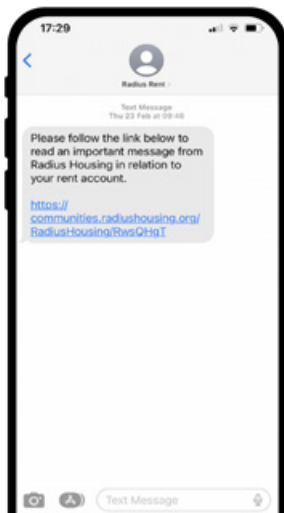 17:29
Radius Rent
Text Message
Thu 23 Feb at 09:46
Please follow the link below to
read an important message from
Radius Housing in relation to
your rent account.
https://
communities.radiushousing.org/
RadiusHousing/RwsQHgT
Text Message